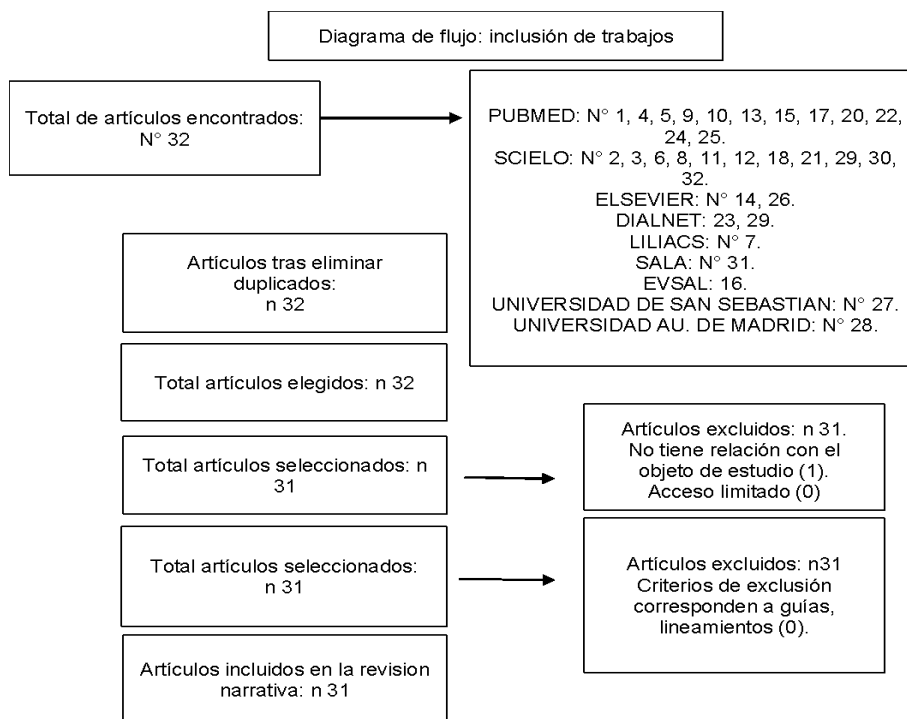 Diagrama de flujo: inclusión de trabajos
Total de artículos encontrados:
N° 32
PUBMED: N° 1, 4, 5, 9, 10, 13, 15, 17, 20, 22,
24, 25.
SCIELO: N° 2, 3, 6, 8, 11, 12, 18, 21, 29, 30,
32.
ELSEVIER: N° 14, 26.
DIALNET: 23, 29.
LILIACS: N° 7.
SALA: N° 31.
EVSAL: 16.
UNIVERSIDAD DE SAN SEBASTIAN: N° 27.
UNIVERSIDAD AU. DE MADRID: N° 28.
Artículos tras eliminar
duplicados:
n 32
Total artículos elegidos: n 32
Total artículos seleccionados: n
31
Artículos excluidos: n 31.
No tiene relación con el
objeto de estudio (1).
Acceso limitado (0)
Total artículos seleccionados:
n 31
Artículos excluidos: n31
Criterios de exclusión
corresponden a guías,
lineamientos (0).
Artículos incluidos en la revision
narrativa: n 31